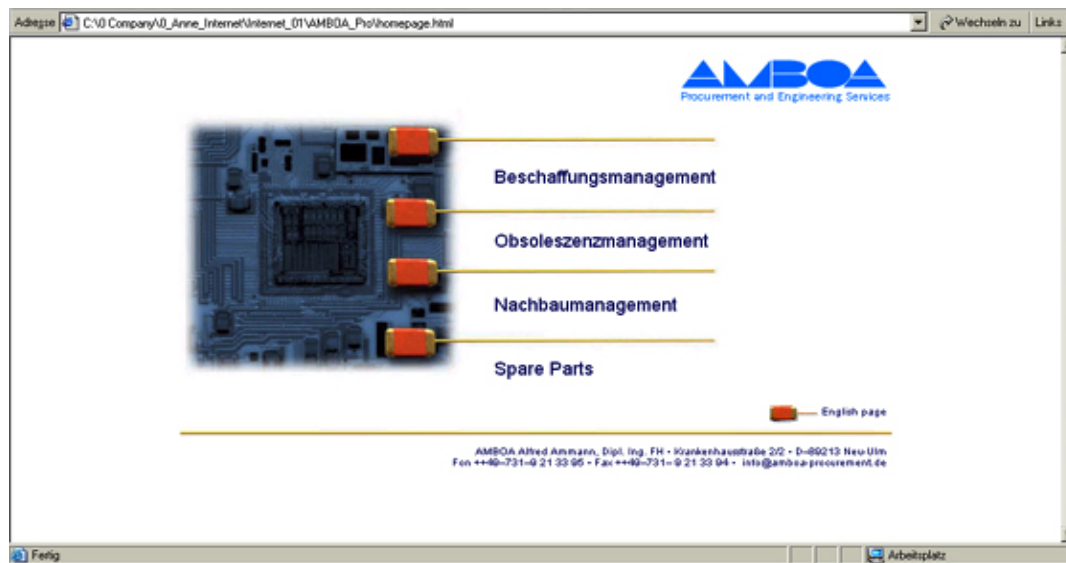 Adresse C:\0 Company\0_Anne_Internet\Internet_01\AMBOA_Pro\homepage.html Wechseln zu Links
AMBOA
Procurement and Engineering Services
Beschaffungsmanagement
Obsoleszenzmanagement
Nachbaumanagement
Spare Parts
English page
AMBOA Alfred Ammann, Dipl. Ing. FH • Krankenhausstraße 2/2 • D–89213 Neu-Ulm
Fon ++49–731–9 21 33 95 • Fax ++49–731– 9 21 33 94 • info@amboa-procurement.de
Fertig Arbeitsplatz